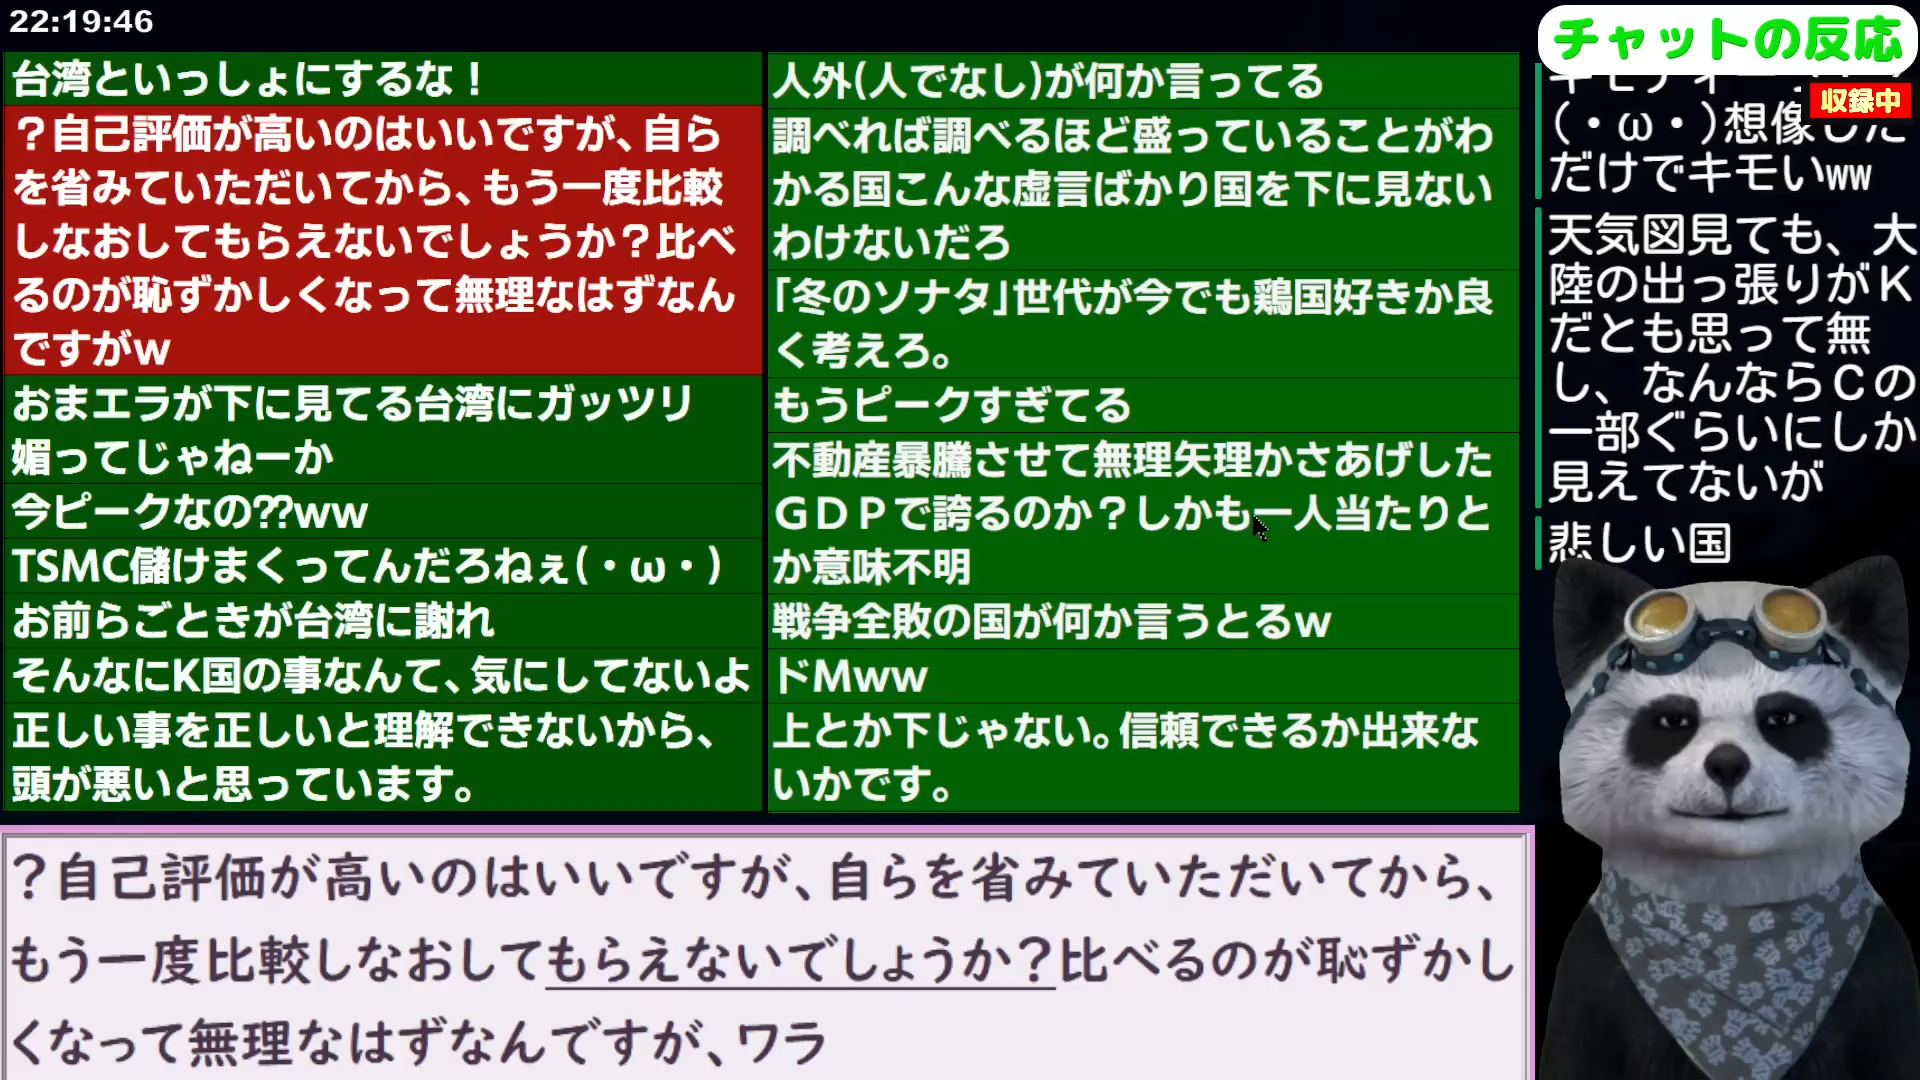 22:19:46
台湾といっしょにするな！
？自己評価が高いのはいいですが、自ら
を省みていただいてから、もう一度比較
しなおしてもらえないでしょうか？比べ
るのが恥ずかしくなって無理なはずなん
ですがw
おまエラが下に見てる台湾にガッツリ
媚ってじゃねーか
今ピークなの⁇ww
TSMC儲けまくってんだろねぇ(・ω・)
お前らごときが台湾に謝れ
そんなにK国の事なんて、気にしてないよ
正しい事を正しいと理解できないから、
頭が悪いと思っています。
人外(人でなし)が何か言ってる
調べれば調べるほど盛っていることがわ
かる国こんな虚言ばかり国を下に見ない
わけないだろ
「冬のソナタ」世代が今でも鶏国好きか良
く考えろ。
もうピークすぎてる
不動産暴騰させて無理矢理かさあげした
ＧＤＰで誇るのか？しかも一人当たりと
か意味不明
戦争全敗の国が何か言うとるw
ドMww
上とか下じゃない。信頼できるか出来な
いかです。
チャットの反応
収録中
(・ω・)想像した
だけでキモいww
天気図見ても、大
陸の出っ張りがK
だとも思って無
し、なんならCの
一部ぐらいにしか
見えてないが
悲しい国
？自己評価が高いのはいいですが、自らを省みていただいてから、
もう一度比較しなおしてもらえないでしょうか？比べるのが恥ずかし
くなって無理なはずなんですが、ワラ